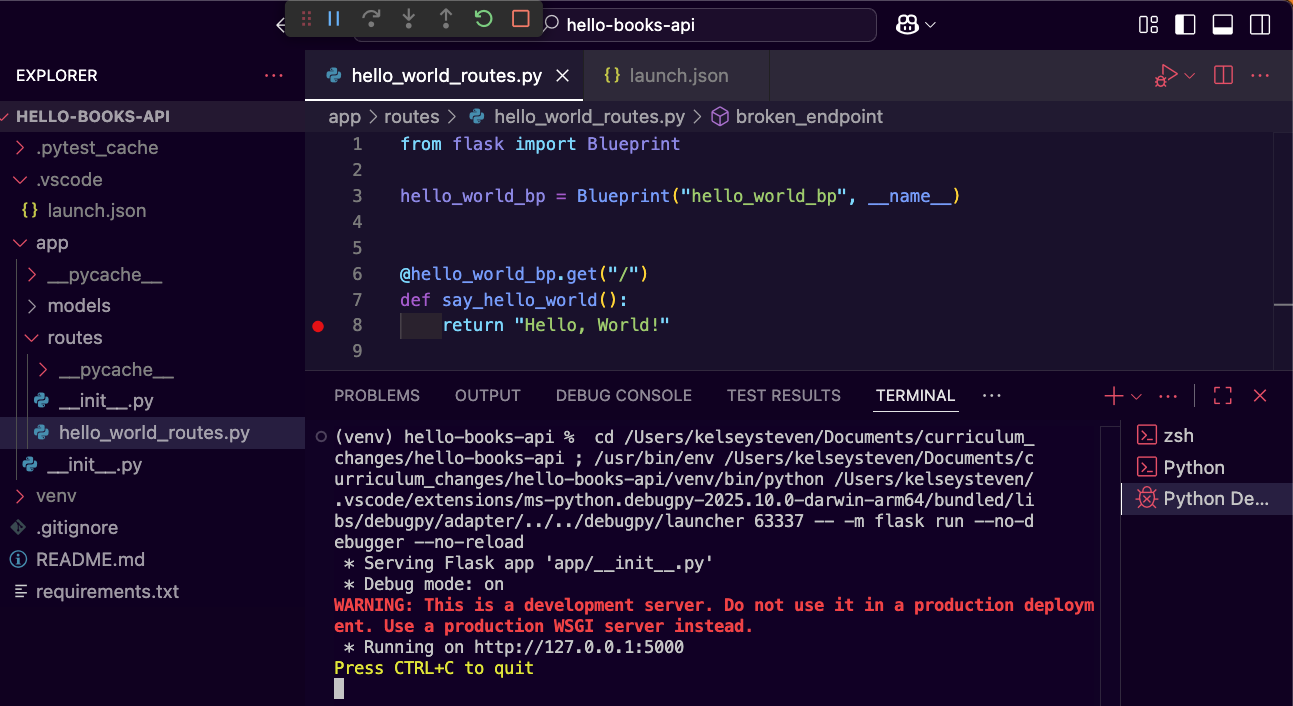 hello-books-api
EXPLORER
HELLO-BOOKS-API
.pytest_cache
.vscode
{} launch.json
app
__pycache__
models
routes
__pycache__
__init__.py
hello_world_routes.py
__init__.py
venv
.gitignore
README.md
requirements.txt
hello_world_routes.py
{} launch.json
app > routes > hello_world_routes.py > broken_endpoint
1 from flask import Blueprint
2
3 hello_world_bp = Blueprint("hello_world_bp", __name__)
4
5
6 @hello_world_bp.get("/")
7 def say_hello_world():
8 return "Hello, World!"
9
PROBLEMS OUTPUT DEBUG CONSOLE TEST RESULTS TERMINAL
(venv) hello-books-api %  cd /Users/kelseysteven/Documents/curriculum_
changes/hello-books-api ; /usr/bin/env /Users/kelseysteven/Documents/c
urriculum_changes/hello-books-api/venv/bin/python /Users/kelseysteven/
.vscode/extensions/ms-python.debugpy-2025.10.0-darwin-arm64/bundled/li
bs/debugpy/adapter/../../debugpy/launcher 63337 -- -m flask run --no-d
ebugger --no-reload
* Serving Flask app 'app/__init__.py'
* Debug mode: on
WARNING: This is a development server. Do not use it in a production deploym
ent. Use a production WSGI server instead.
* Running on http://127.0.0.1:5000
Press CTRL+C to quit
zsh
Python
Python De...